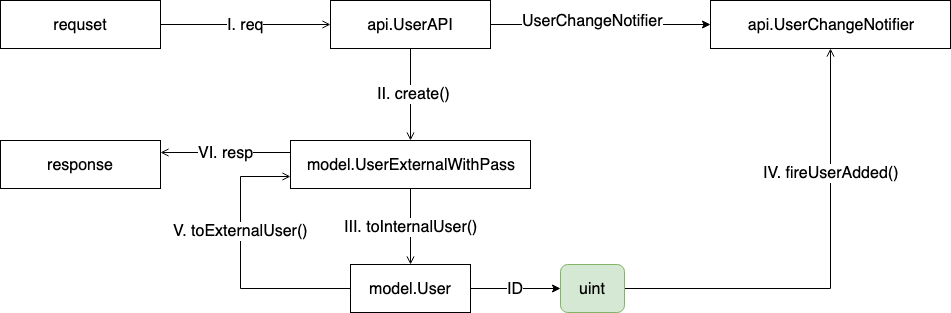 requset
I. req
api.UserAPI
UserChangeNotifier
api.UserChangeNotifier
II. create()
response
VI. resp
model.UserExternalWithPass
IV. fireUserAdded()
V. toExternalUser()
III. toInternalUser()
model.User
ID
uint